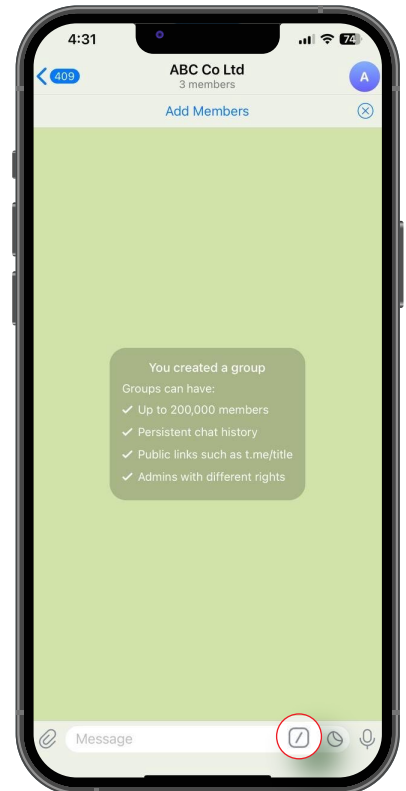 4:31
74
409
ABC Co Ltd
3 members
A
Add Members
You created a group
Groups can have:
✓ Up to 200,000 members
✓ Persistent chat history
✓ Public links such as t.me/title
✓ Admins with different rights
Message
/